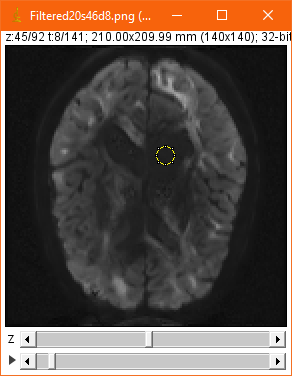 Filtered20s46d8.png (...
z:45/92 t:8/141; 210.00x209.99 mm (140x140); 32-bit
Z